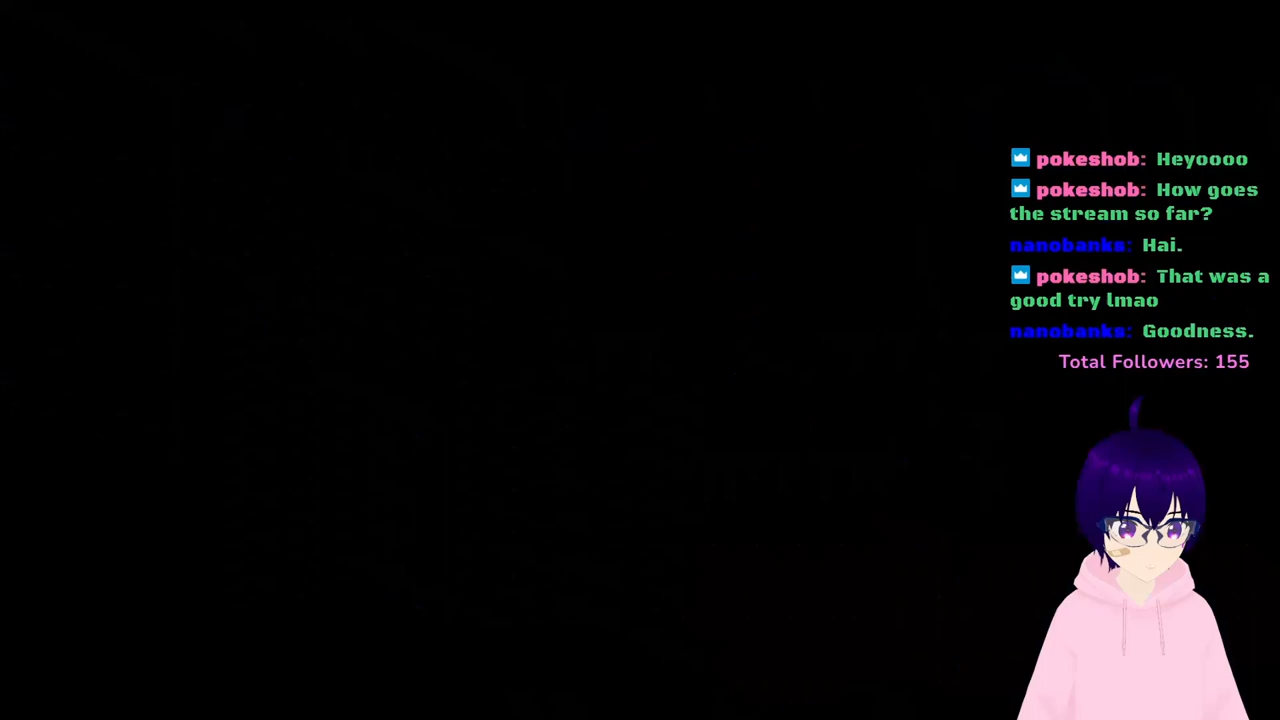 pokeshob: Heyoooo
pokeshob: How goes
the stream so far?
nanobanks: Hai.
pokeshob: That was a
good try lmao
nanobanks: Goodness.
Total Followers: 155